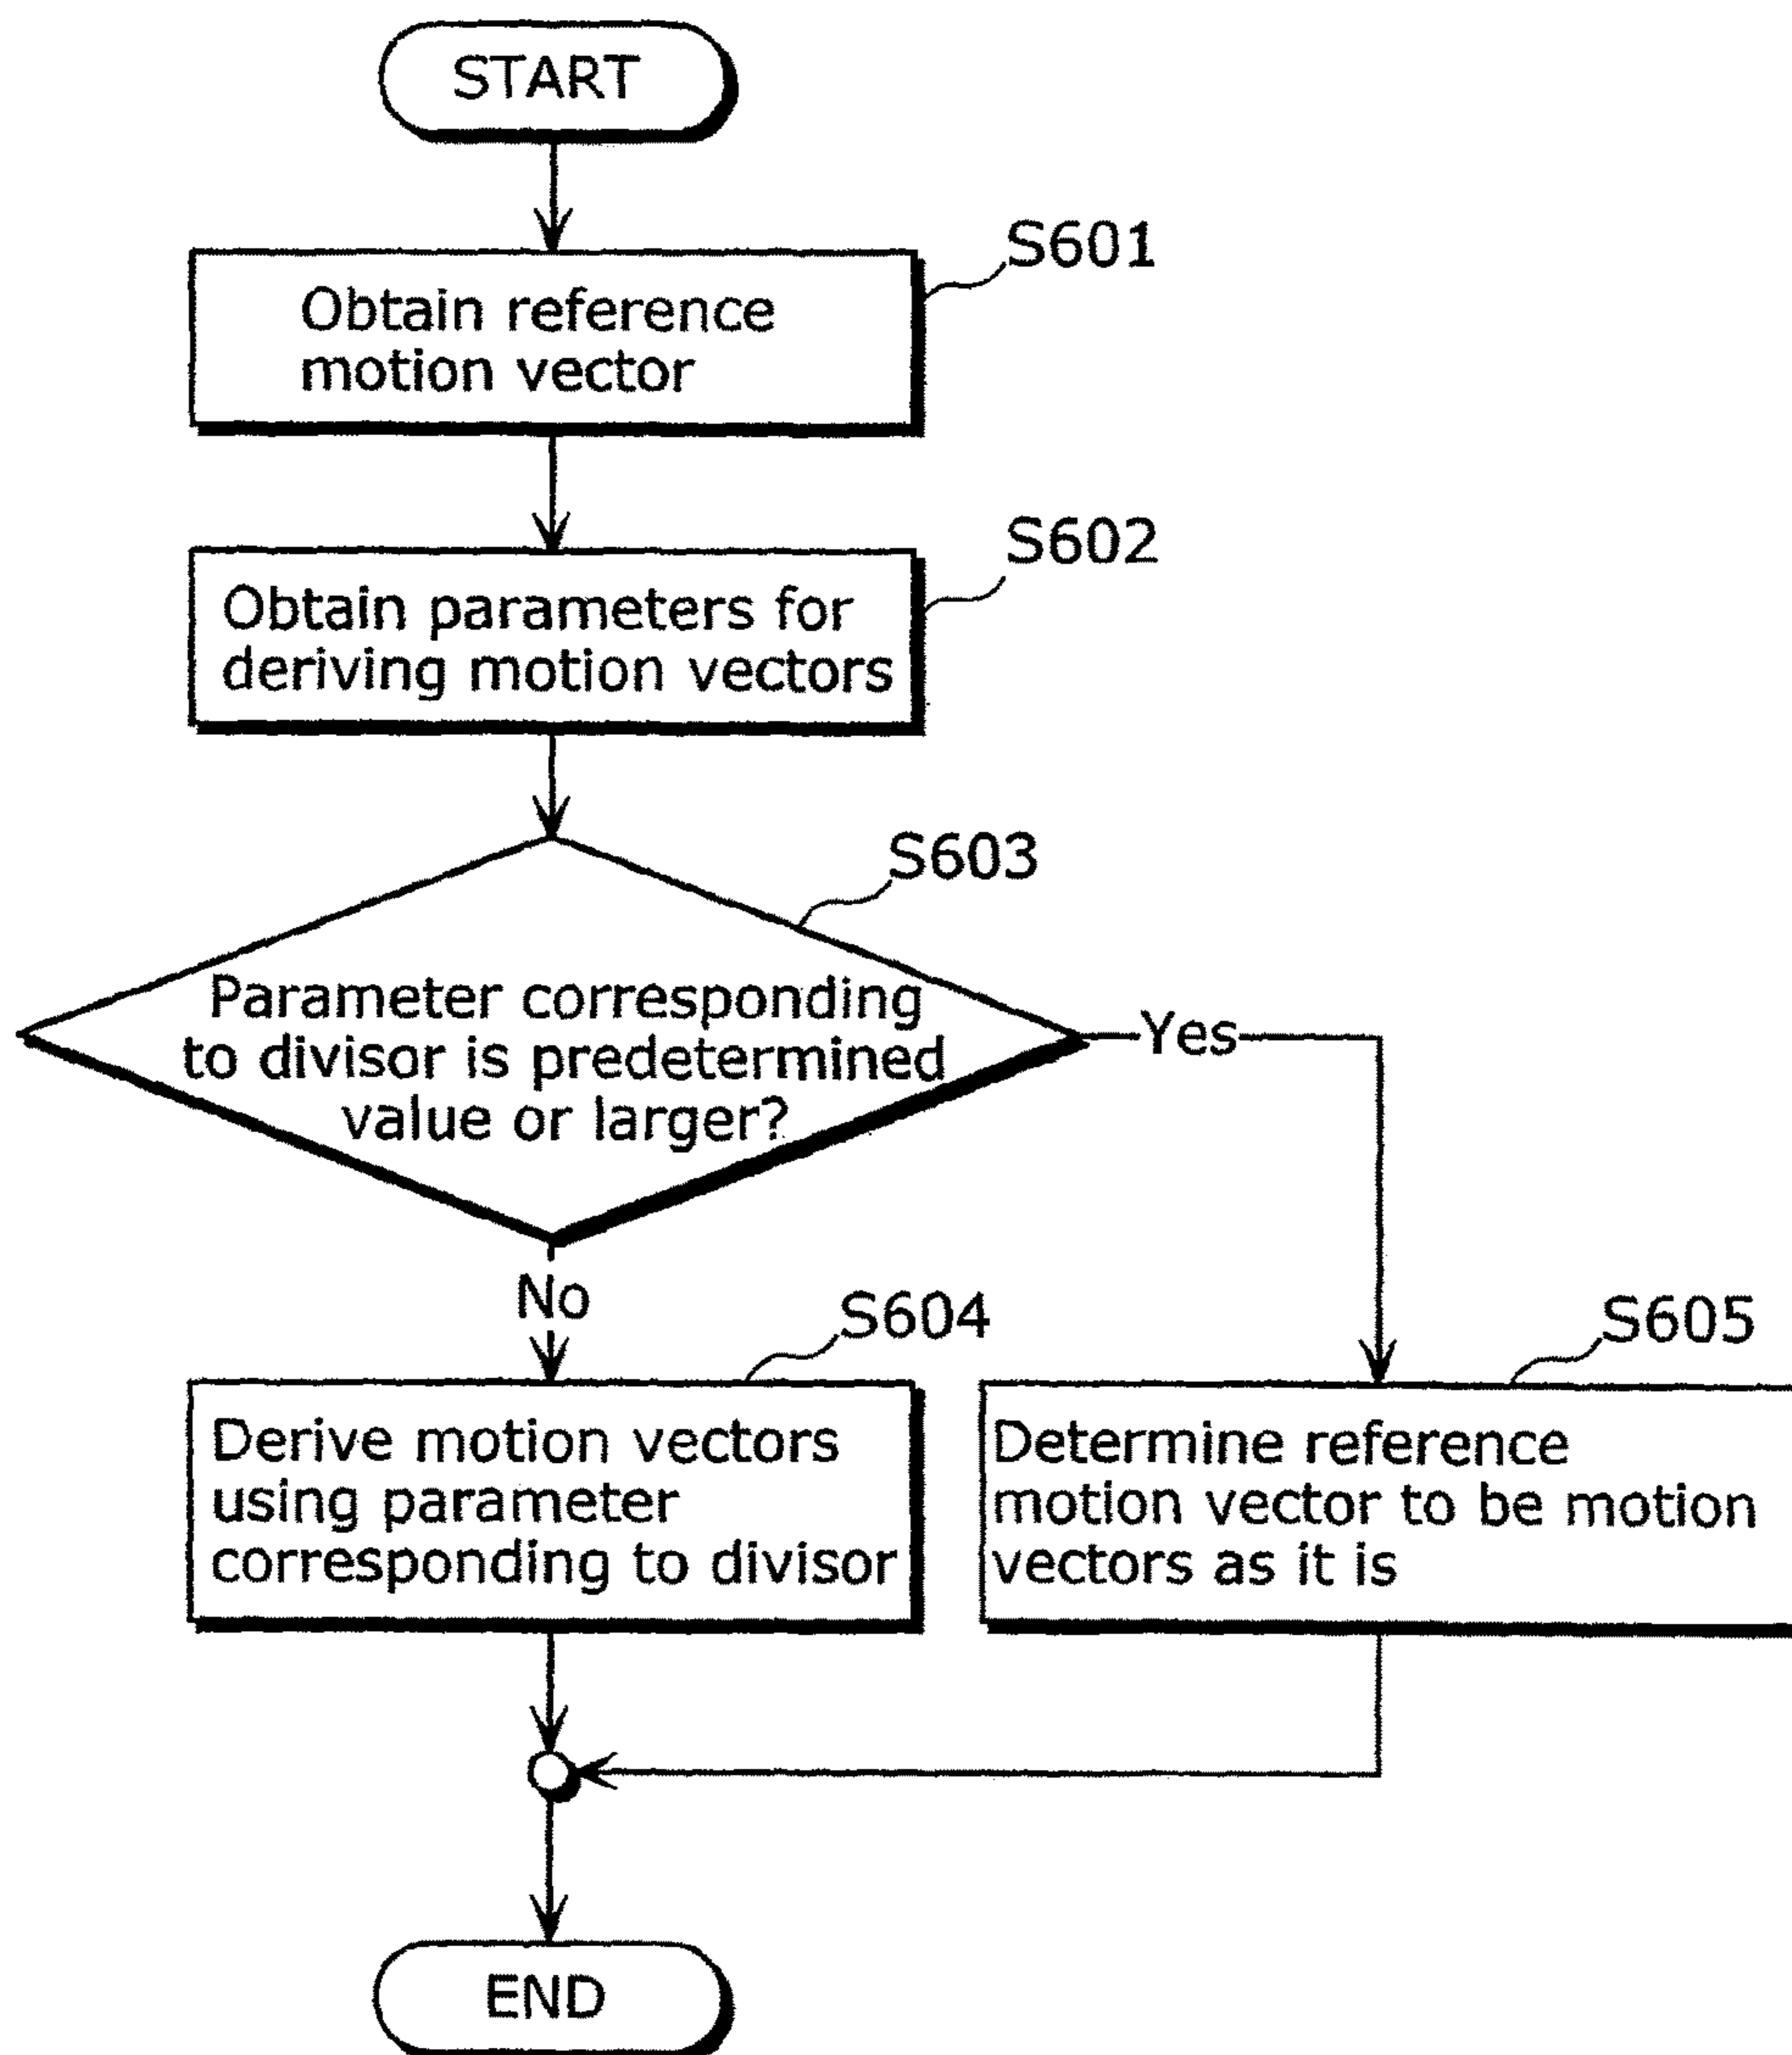 START
S601
Obtain reference
motion vector
S602
Obtain parameters for
deriving motion vectors
S603
Parameter corresponding
to divisor is predetermined
value or larger?
Yes
No
S604
Derive motion vectors
using parameter
corresponding to divisor
S605
Determine reference
motion vector to be motion
vectors as it is
END